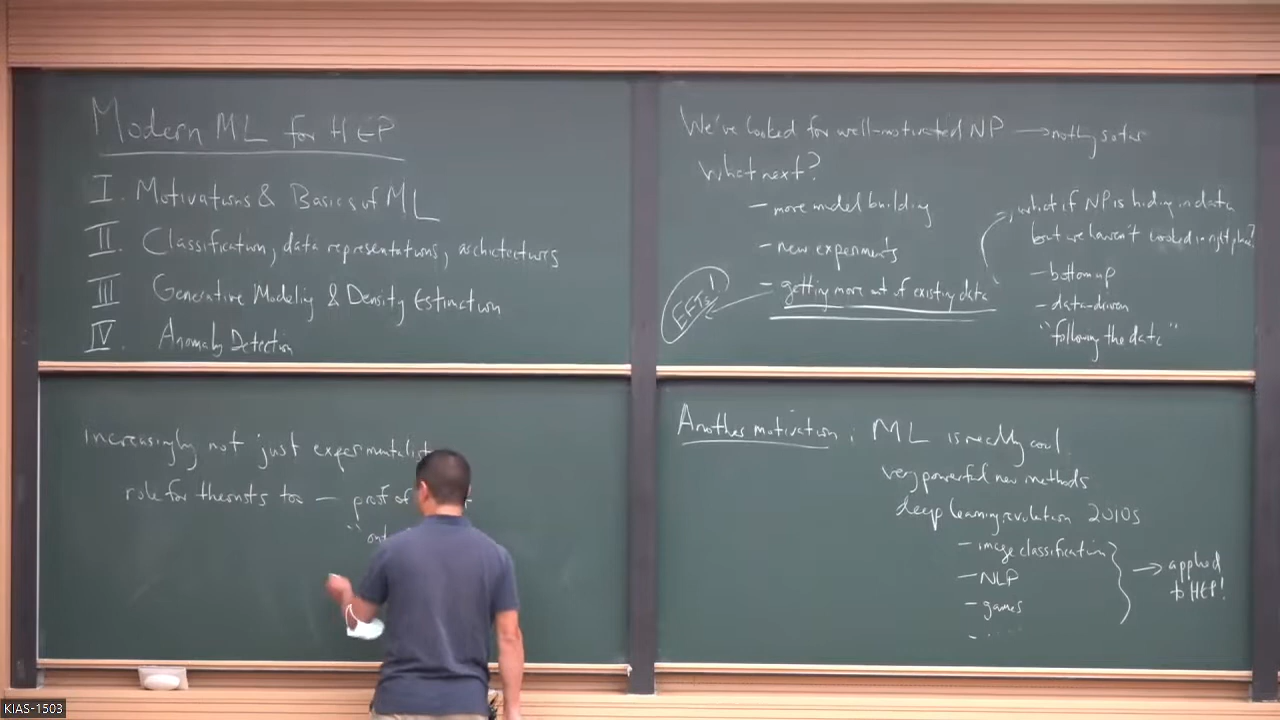 Modern ML for HEP
I. Motivations & Basics of ML
II. Classification, data representations, architectures
III Generative Modeling & Density Estimation
IV. Anomaly Detection
We've looked for well-motivated NP → nothing so far
What next?
– more model building
– new experiments
– getting more out of existing data
EFTs!
what if NP is hiding in data
but we haven't looked in right place?
– bottom up
– data-driven
"following the data"
increasingly not just experimentalist
role for theorists too – proof of
Another motivation: ML is really cool
very powerful new methods
deep learning revolution 2010s
– image classification
– NLP
– games
– .....
→ applied
to HEP!
KIAS-1503